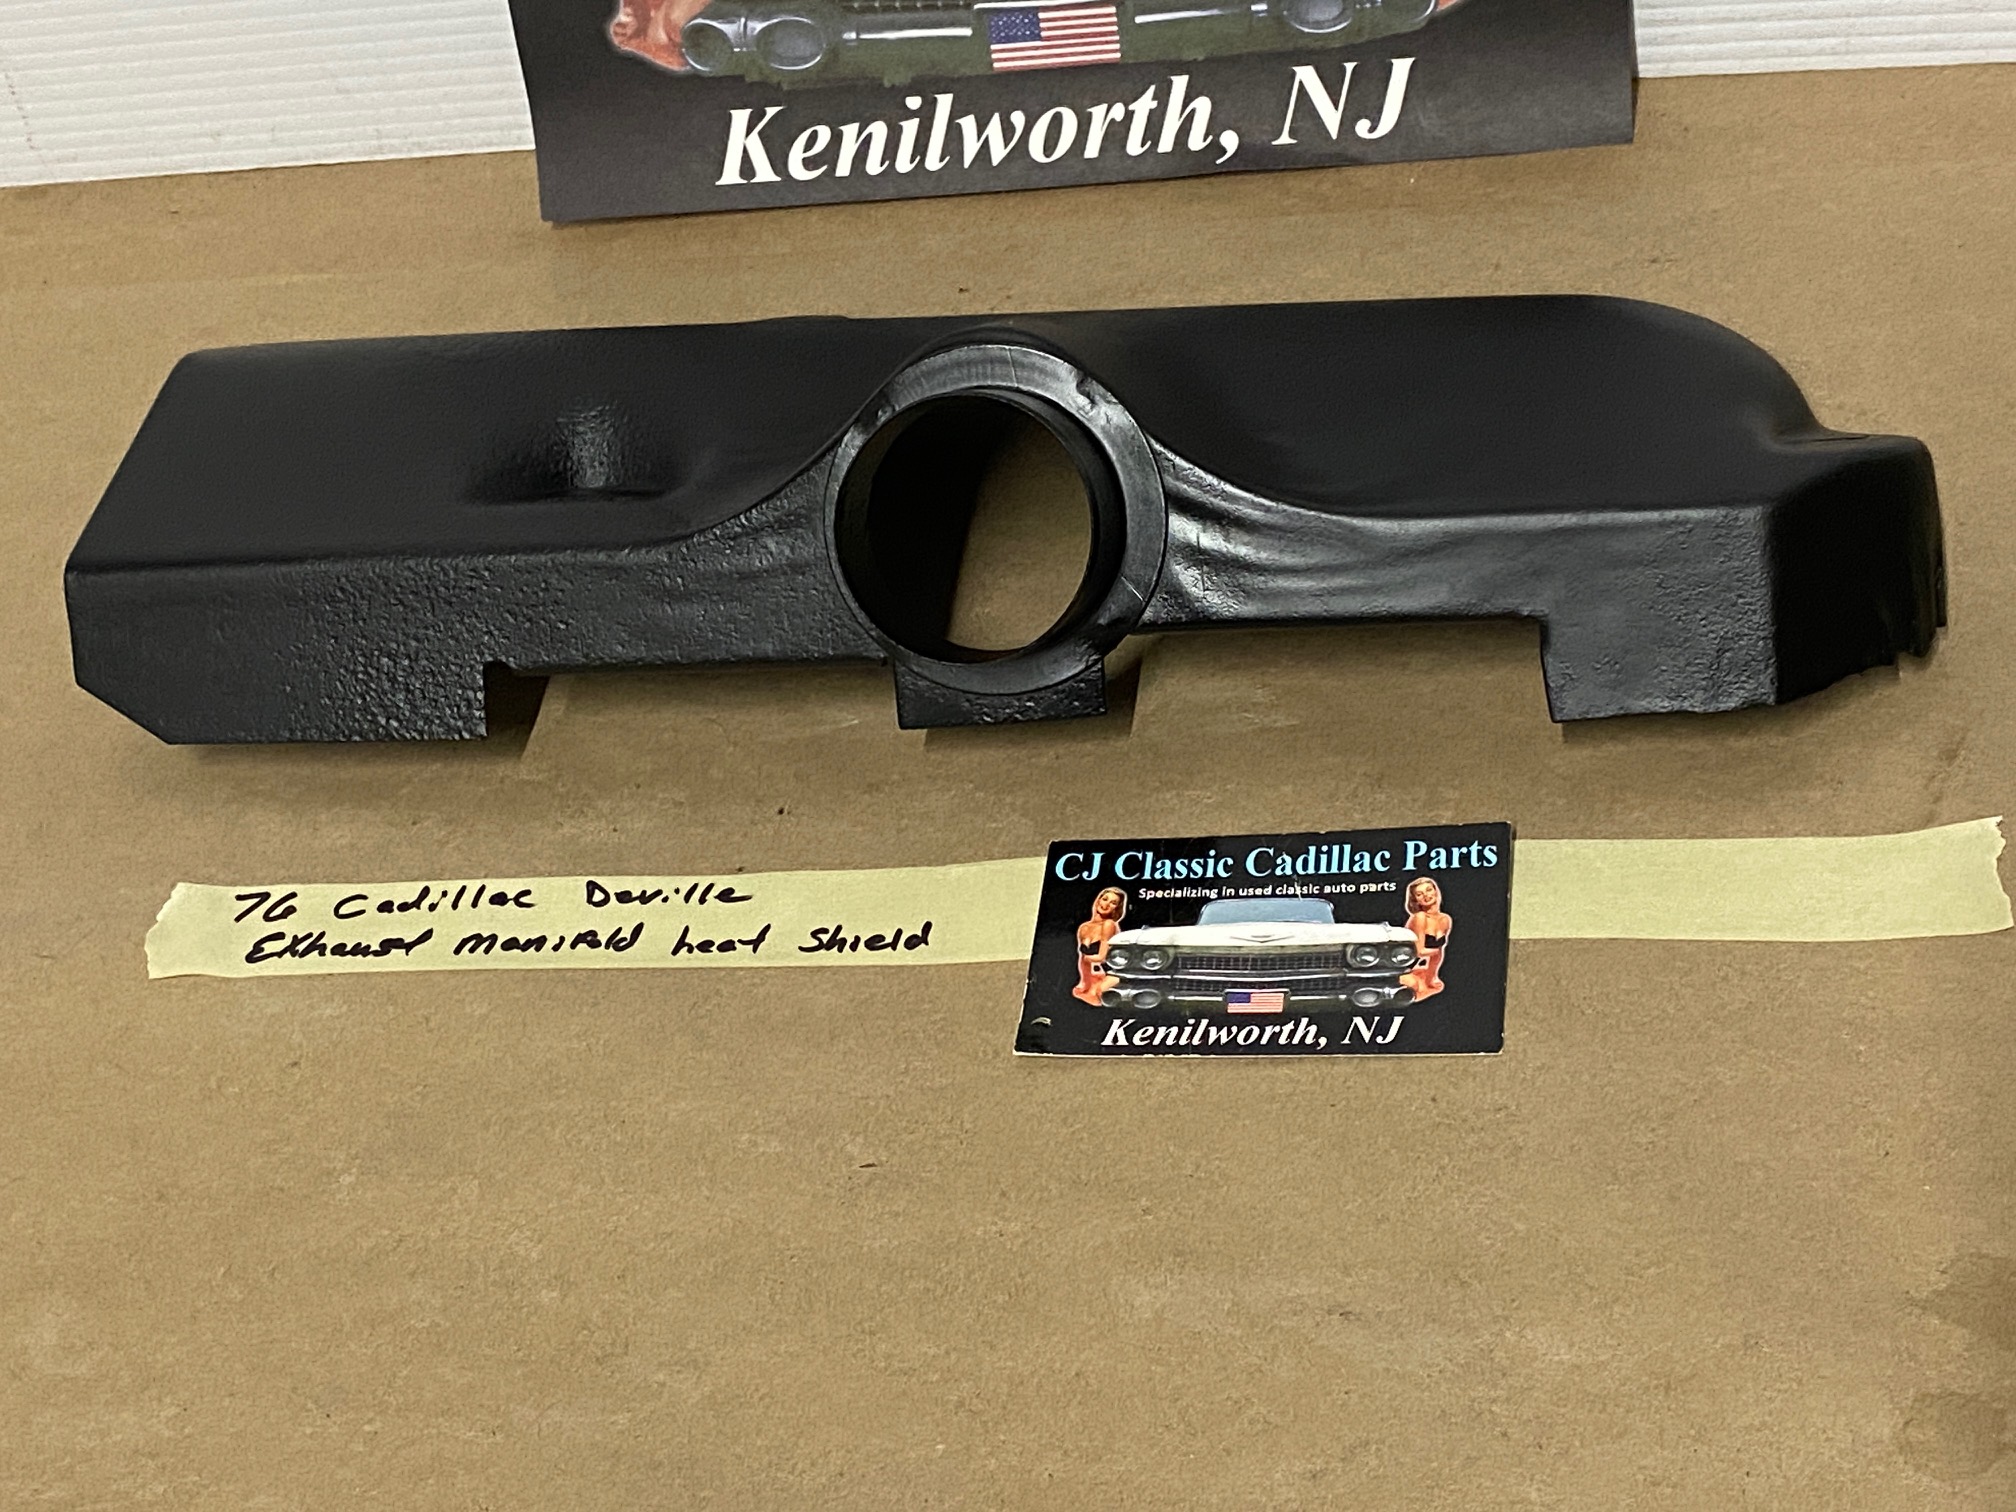 Kenilworth, NJ
76 Cadillac Deville
Exhaust manifold heat shield
CJ Classic Cadillac Parts
Specializing in used classic auto parts
Kenilworth, NJ